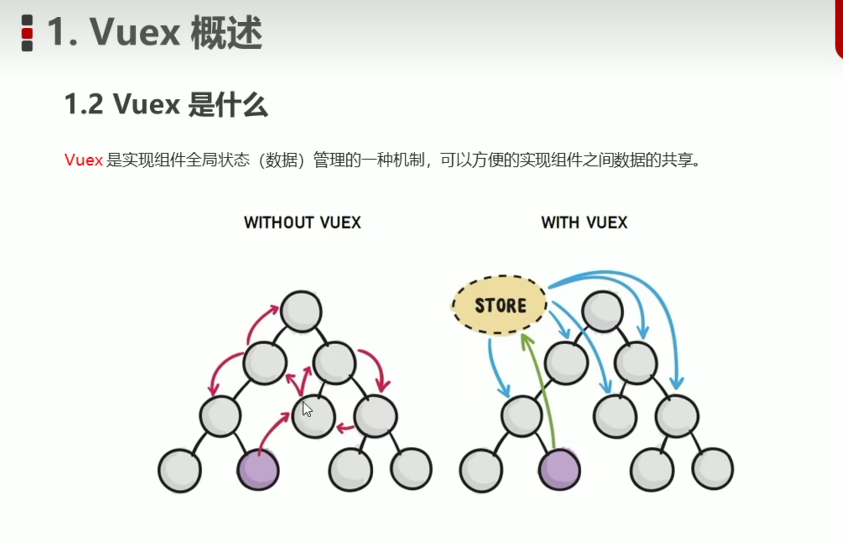 1. Vuex 概述
1.2 Vuex 是什么
Vuex 是实现组件全局状态（数据）管理的一种机制，可以方便的实现组件之间数据的共享。
WITHOUT VUEX
WITH VUEX
STORE